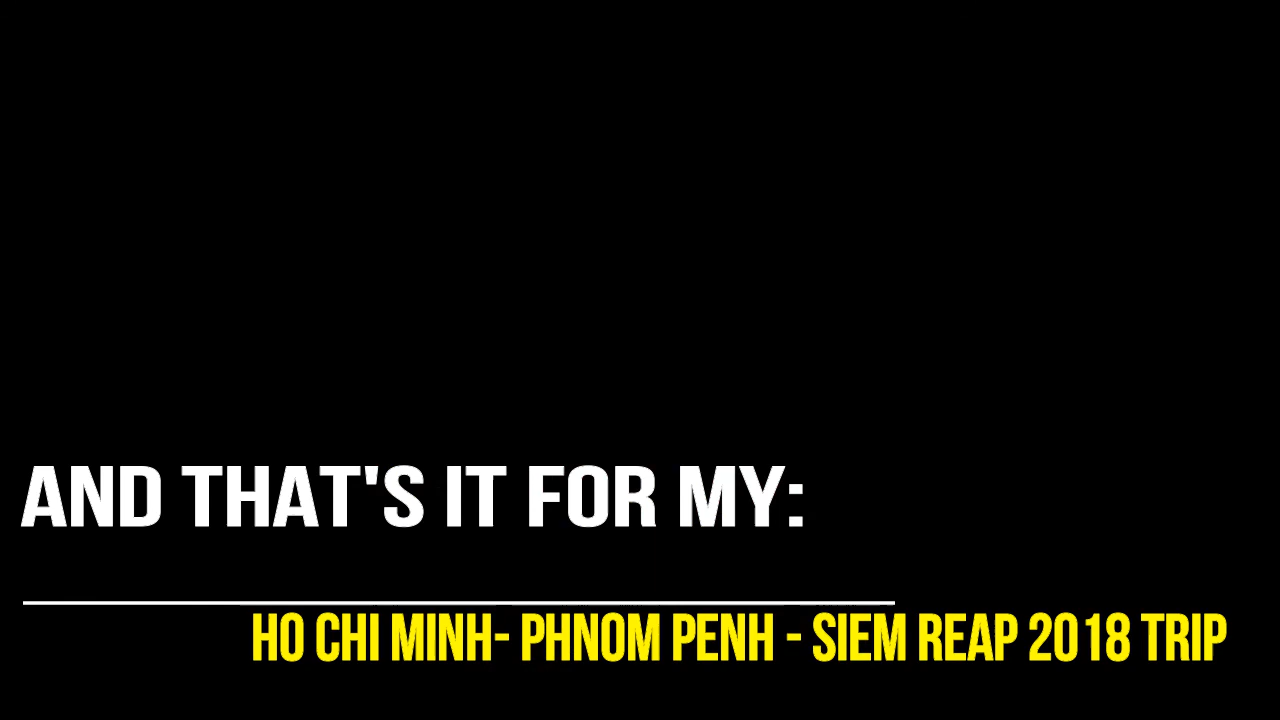 AND THAT'S IT FOR MY:
HO CHI MINH- PHNOM PENH - SIEM REAP 2018 TRIP